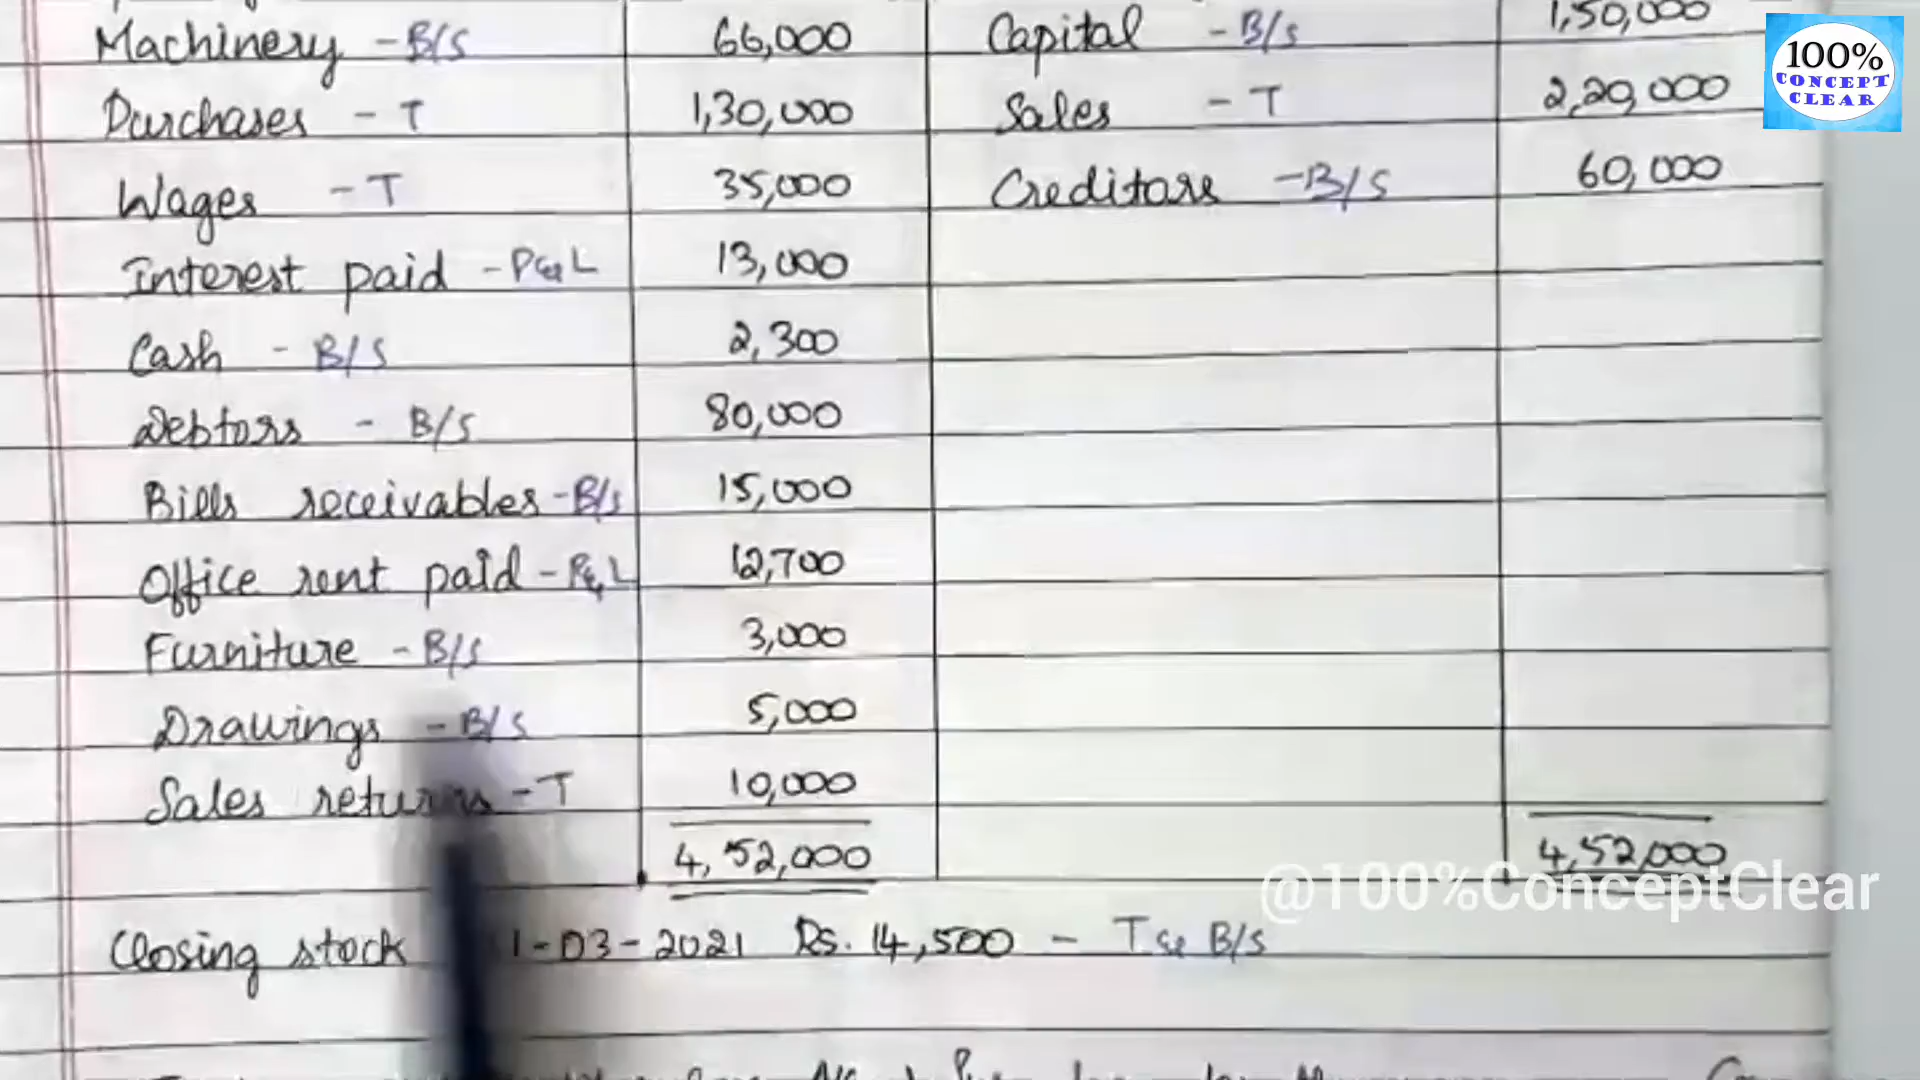 Machinery - B/S 66,000 Capital - B/S 1,50,000
Purchases - T 1,30,000 Sales - T 2,29,000
Wages - T 35,000 Creditors - B/S 60,000
Interest paid - P&L 13,000
Cash - B/S 2,300
Debtors - B/S 80,000
Bills receivables - B/S 15,000
Office rent paid - P&L 12,700
Furniture - B/S 3,000
Drawings - B/S 5,000
Sales returns - T 10,000
4,52,000 4,52,000
Closing stock 1-03-2021 Rs. 14,500 - T & B/S
100%
CONCEPT
CLEAR
@100%ConceptClear